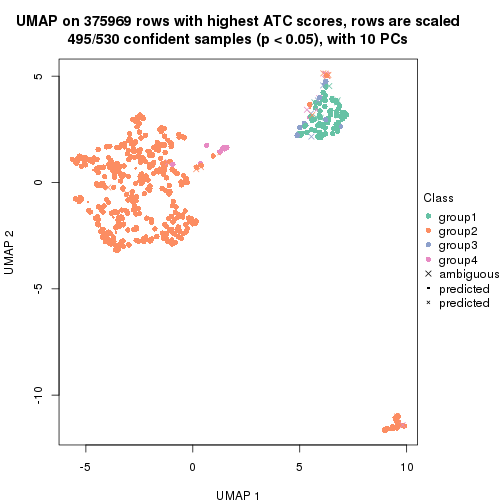 UMAP on 375969 rows with highest ATC scores, rows are scaled
495/530 confident samples (p < 0.05), with 10 PCs
5
0
-5
-10
UMAP 2
-5
0
5
10
UMAP 1
Class
group1
group2
group3
group4
ambiguous
predicted
predicted